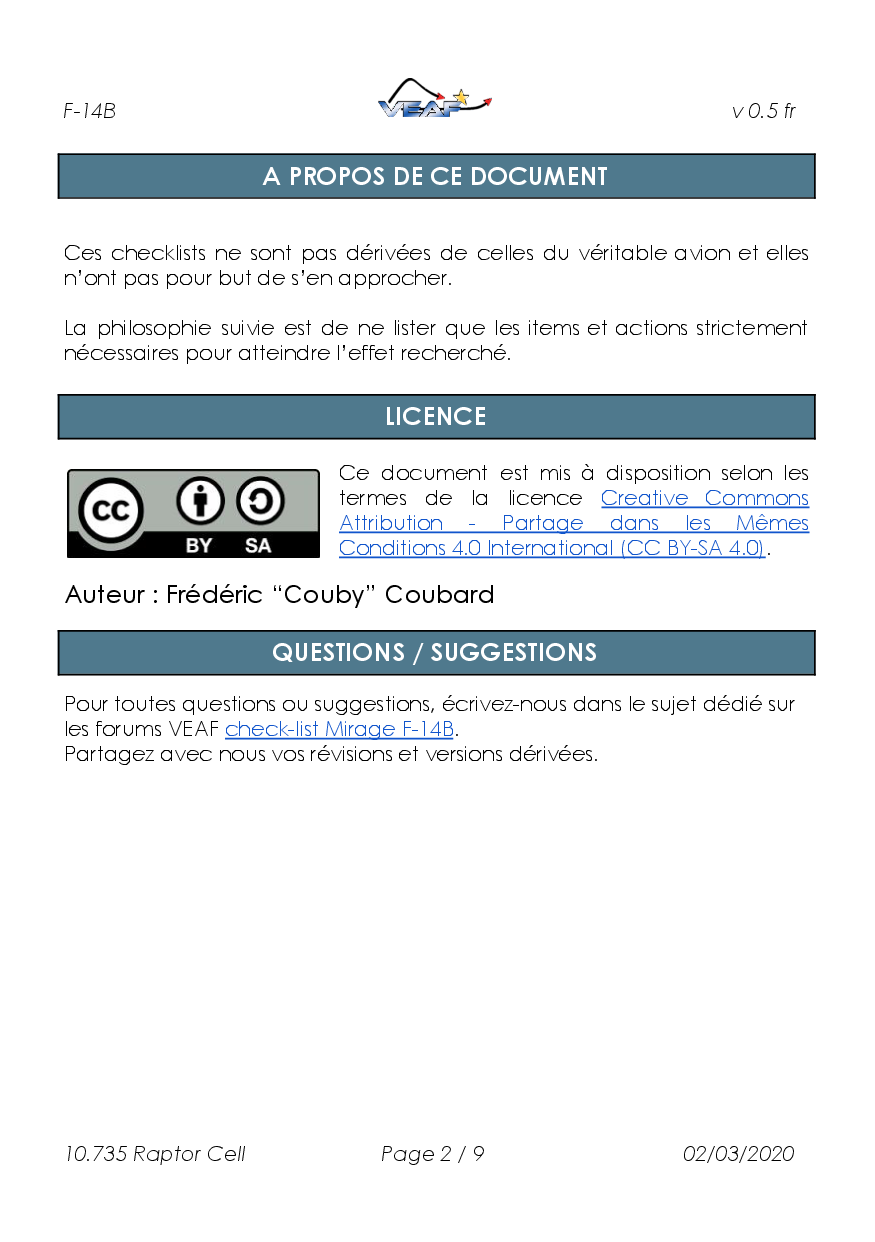 F-14B
VEAF
v 0.5 fr
A PROPOS DE CE DOCUMENT
Ces checklists ne sont pas dérivées de celles du véritable avion et elles
n’ont pas pour but de s’en approcher.
La philosophie suivie est de ne lister que les items et actions strictement
nécessaires pour atteindre l’effet recherché.
LICENCE
cc
BY SA
Ce document est mis à disposition selon les
termes de la licence Creative Commons
Attribution - Partage dans les Mêmes
Conditions 4.0 International (CC BY-SA 4.0).
Auteur : Frédéric “Couby” Coubard
QUESTIONS / SUGGESTIONS
Pour toutes questions ou suggestions, écrivez-nous dans le sujet dédié sur
les forums VEAF check-list Mirage F-14B.
Partagez avec nous vos révisions et versions dérivées.
10.735 Raptor Cell
Page 2 / 9
02/03/2020